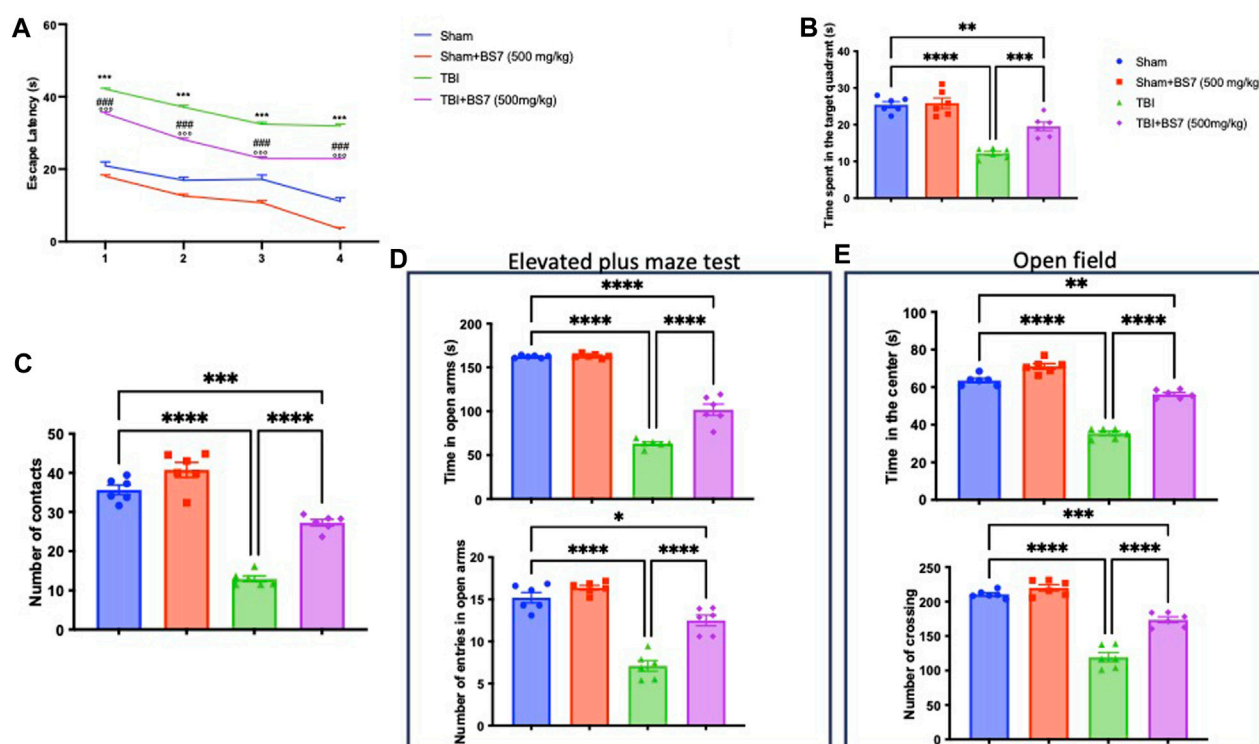 A
Escape Latency (s)
60
40
20
0
***
***
***
***
###
°°°
###
°°°
###
°°°
###
°°°
1 2 3 4
Sham
Sham+BS7 (500 mg/kg)
TBI
TBI+BS7 (500mg/kg)
B
Time spent in the target quadrant (s)
40
30
20
10
0
**
**** ***
Sham
Sham+BS7 (500 mg/kg)
TBI
TBI+BS7 (500mg/kg)
C
Number of contacts
50
40
30
20
10
0
***
**** ****
D
Elevated plus maze test
Time in open arms (s)
200
150
100
50
0
****
**** ****
Number of entries in open arms
20
15
10
5
0
*
**** ****
E
Open field
Time in the center (s)
100
80
60
40
20
0
**
**** ****
Number of crossing
250
200
150
100
50
0
***
**** ****